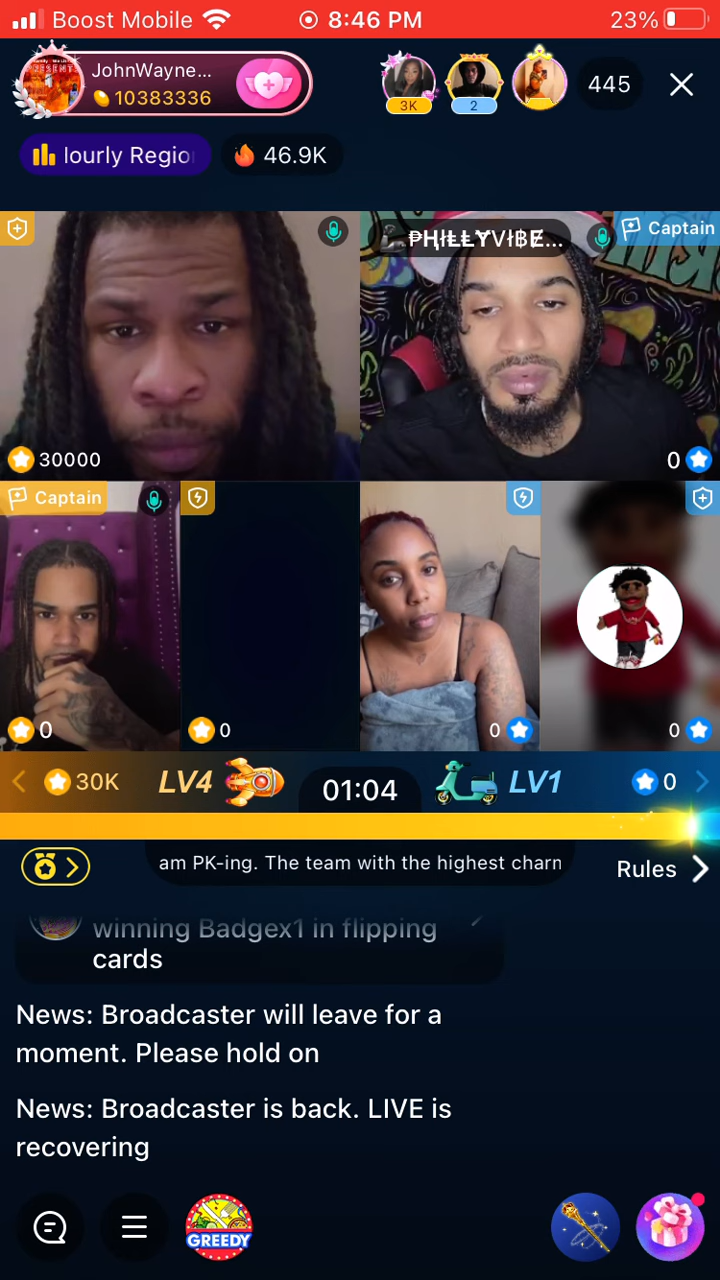 Boost Mobile 8:46 PM 23%
PRESENTS
JohnWayne...
10383336
3K
2
445
lourly Regio
46.9K
₱ⱧłⱠⱠɎVł฿Ɇ...
Captain
30000
0
Captain
0
0
0
0
30K LV4 01:04 LV1 0
am PK-ing. The team with the highest charn
Rules
winning Badgex1 in flipping
cards
News: Broadcaster will leave for a
moment. Please hold on
News: Broadcaster is back. LIVE is
recovering
GREEDY